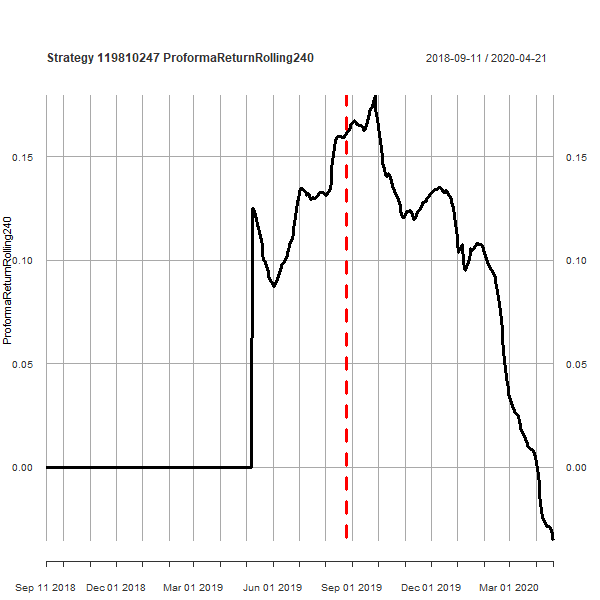 Strategy 119810247 ProformaReturnRolling240 2018-09-11 / 2020-04-21
ProformaReturnRolling240
0.15 0.15
0.10 0.10
0.05 0.05
0.00 0.00
Sep 11 2018 Dec 01 2018 Mar 01 2019 Jun 01 2019 Sep 01 2019 Dec 01 2019 Mar 01 2020